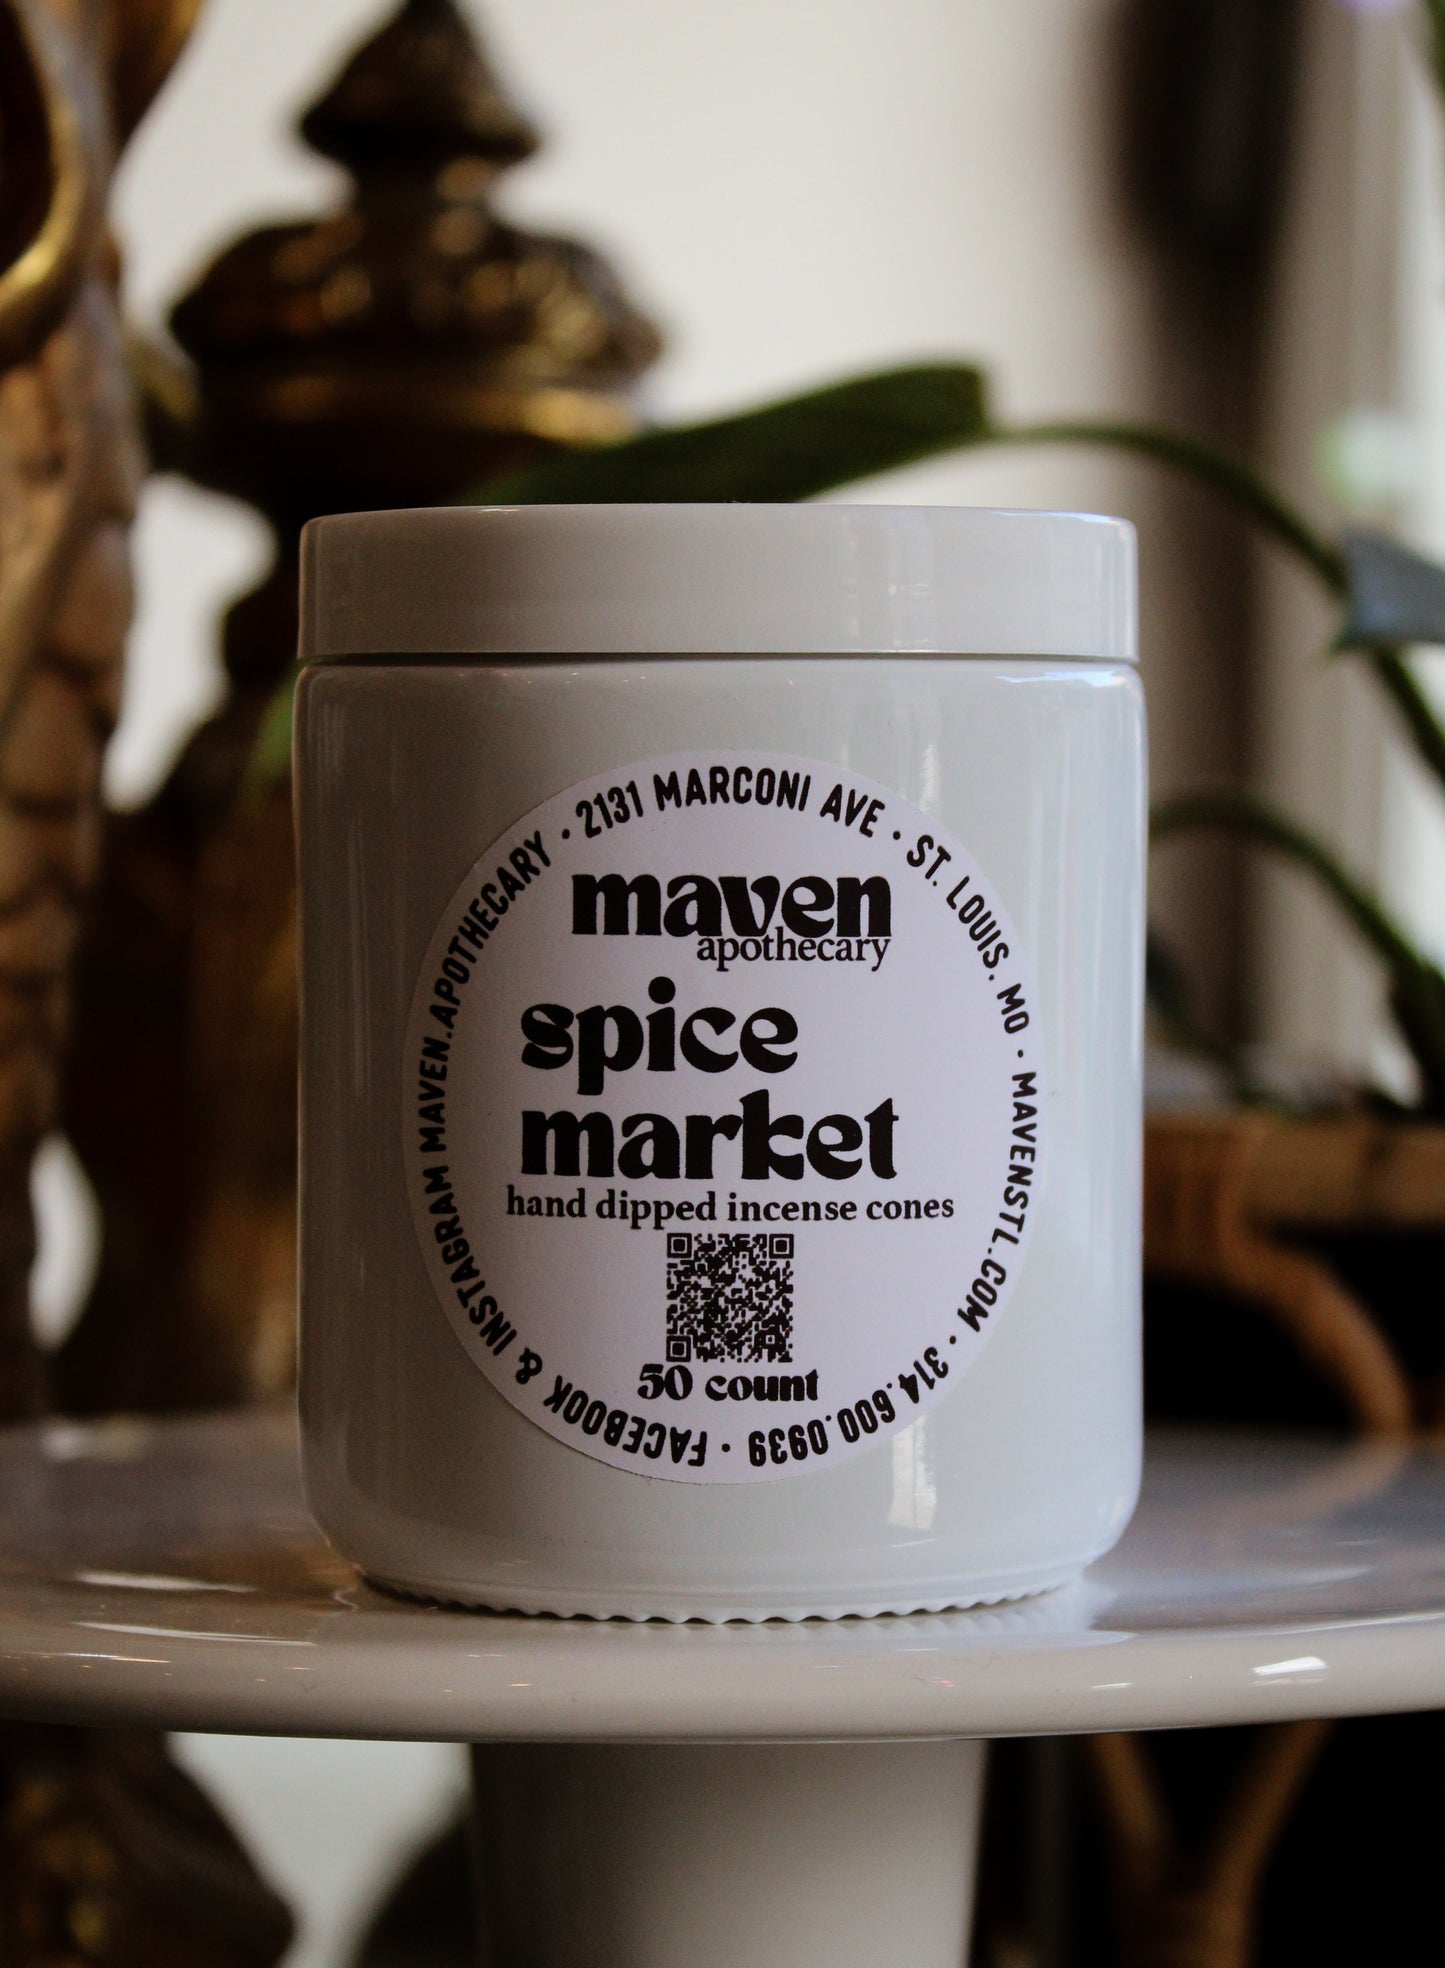 2131 MARCONI AVE • ST. LOUIS, MO • MAVENSTL.COM • 314.600.0939 • FACEBOOK & INSTAGRAM MAVEN.APOTHECARY •
maven
apothecary
spice
market
hand dipped incense cones
50 count